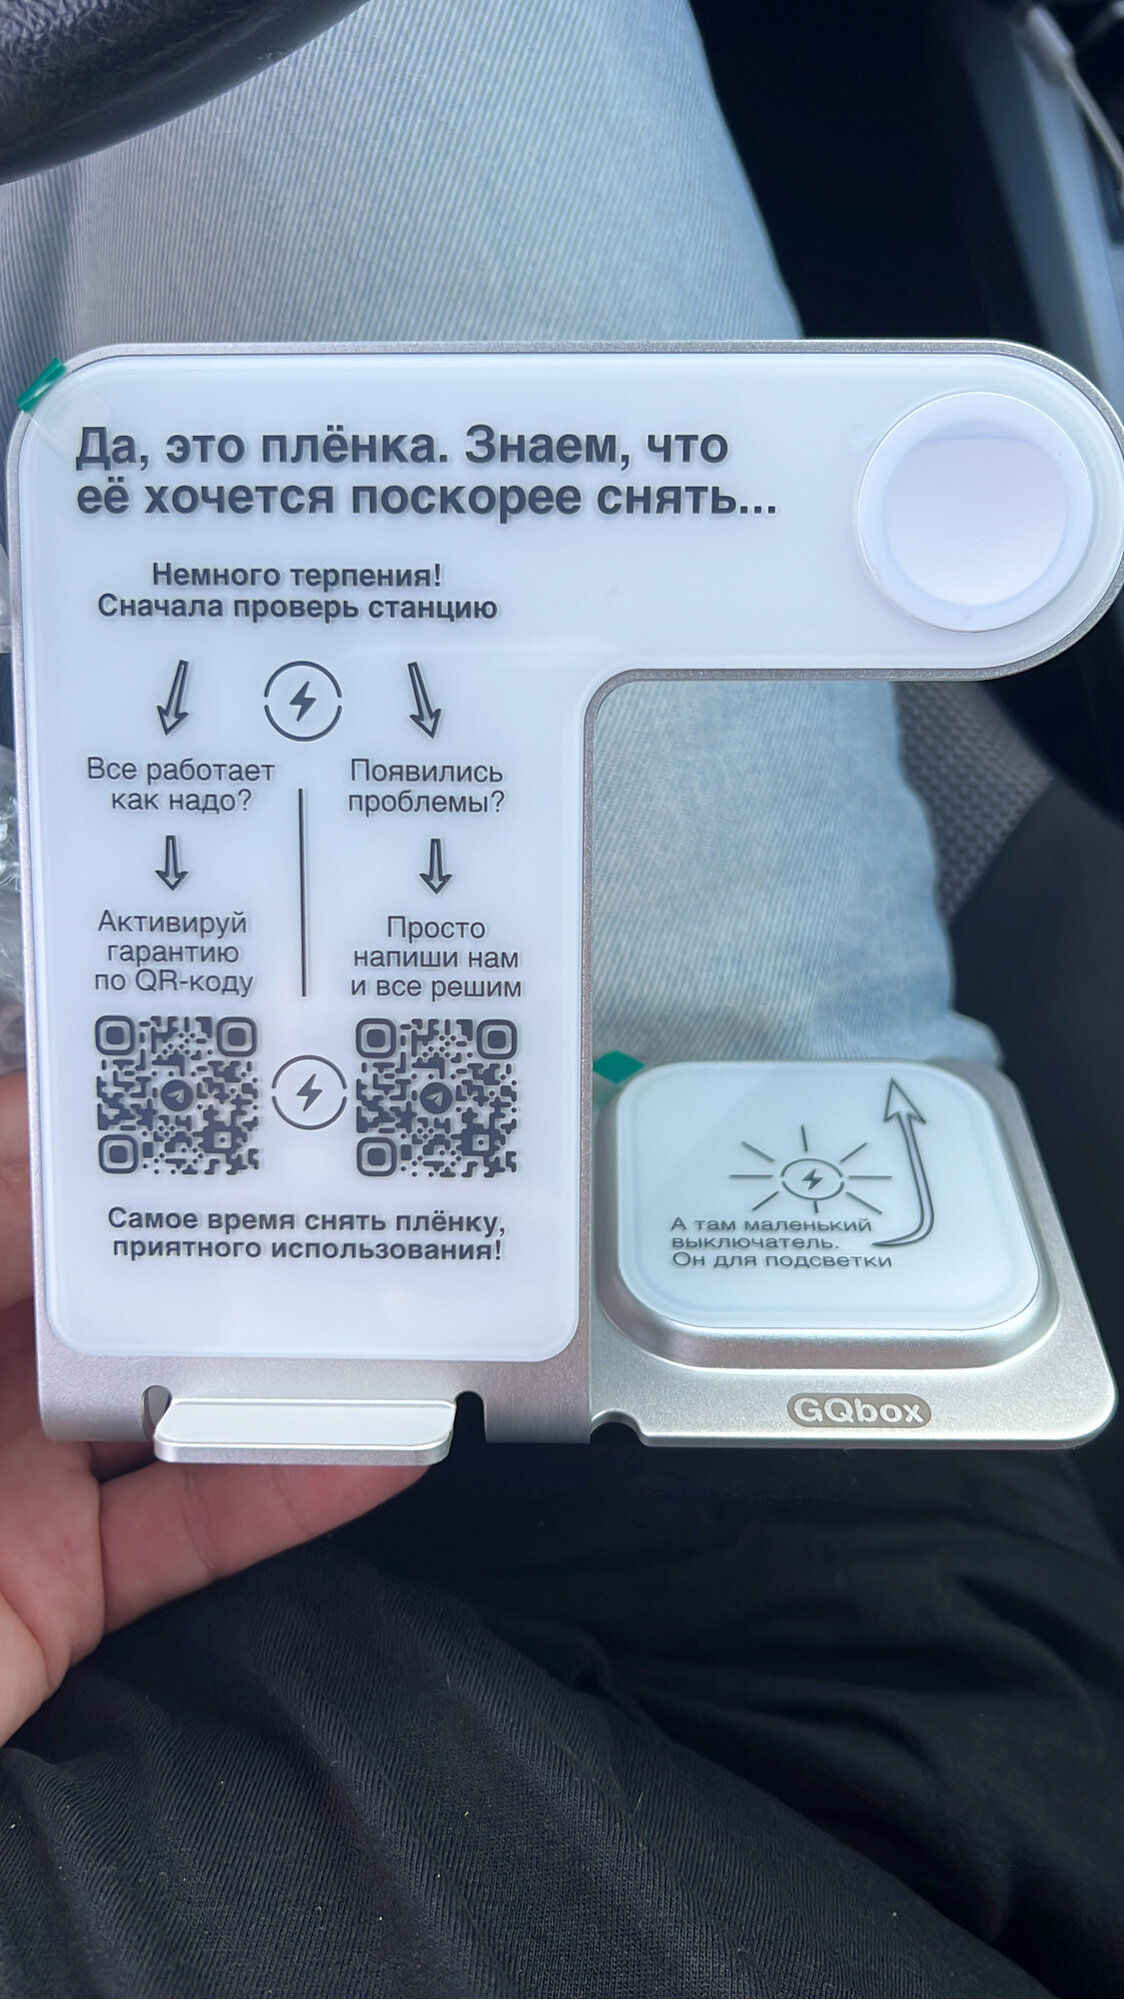 Да, это плёнка. Знаем, что
её хочется поскорее снять...
Немного терпения!
Сначала проверь станцию
Все работает
как надо?
Активируй
гарантию
по QR-коду
Появились
проблемы?
Просто
напиши нам
и все решим
Самое время снять плёнку,
приятного использования!
А там маленький
выключатель.
Он для подсветки
GQbox